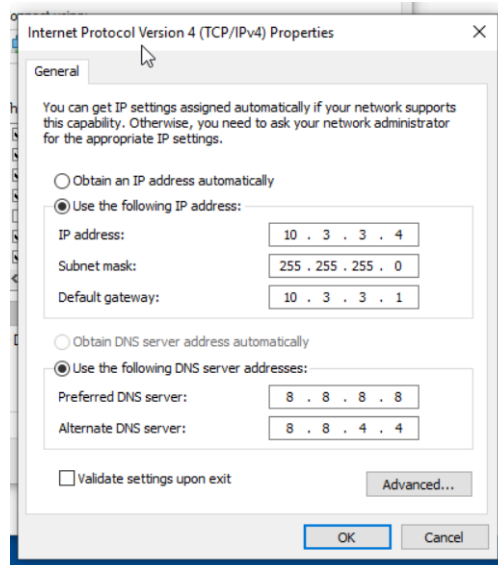 Internet Protocol Version 4 (TCP/IPv4) Properties
General
You can get IP settings assigned automatically if your network supports
this capability. Otherwise, you need to ask your network administrator
for the appropriate IP settings.
Obtain an IP address automatically
Use the following IP address:
IP address: 10 . 3 . 3 . 4
Subnet mask: 255 . 255 . 255 . 0
Default gateway: 10 . 3 . 3 . 1
Obtain DNS server address automatically
Use the following DNS server addresses:
Preferred DNS server: 8 . 8 . 8 . 8
Alternate DNS server: 8 . 8 . 4 . 4
Validate settings upon exit
Advanced...
OK Cancel